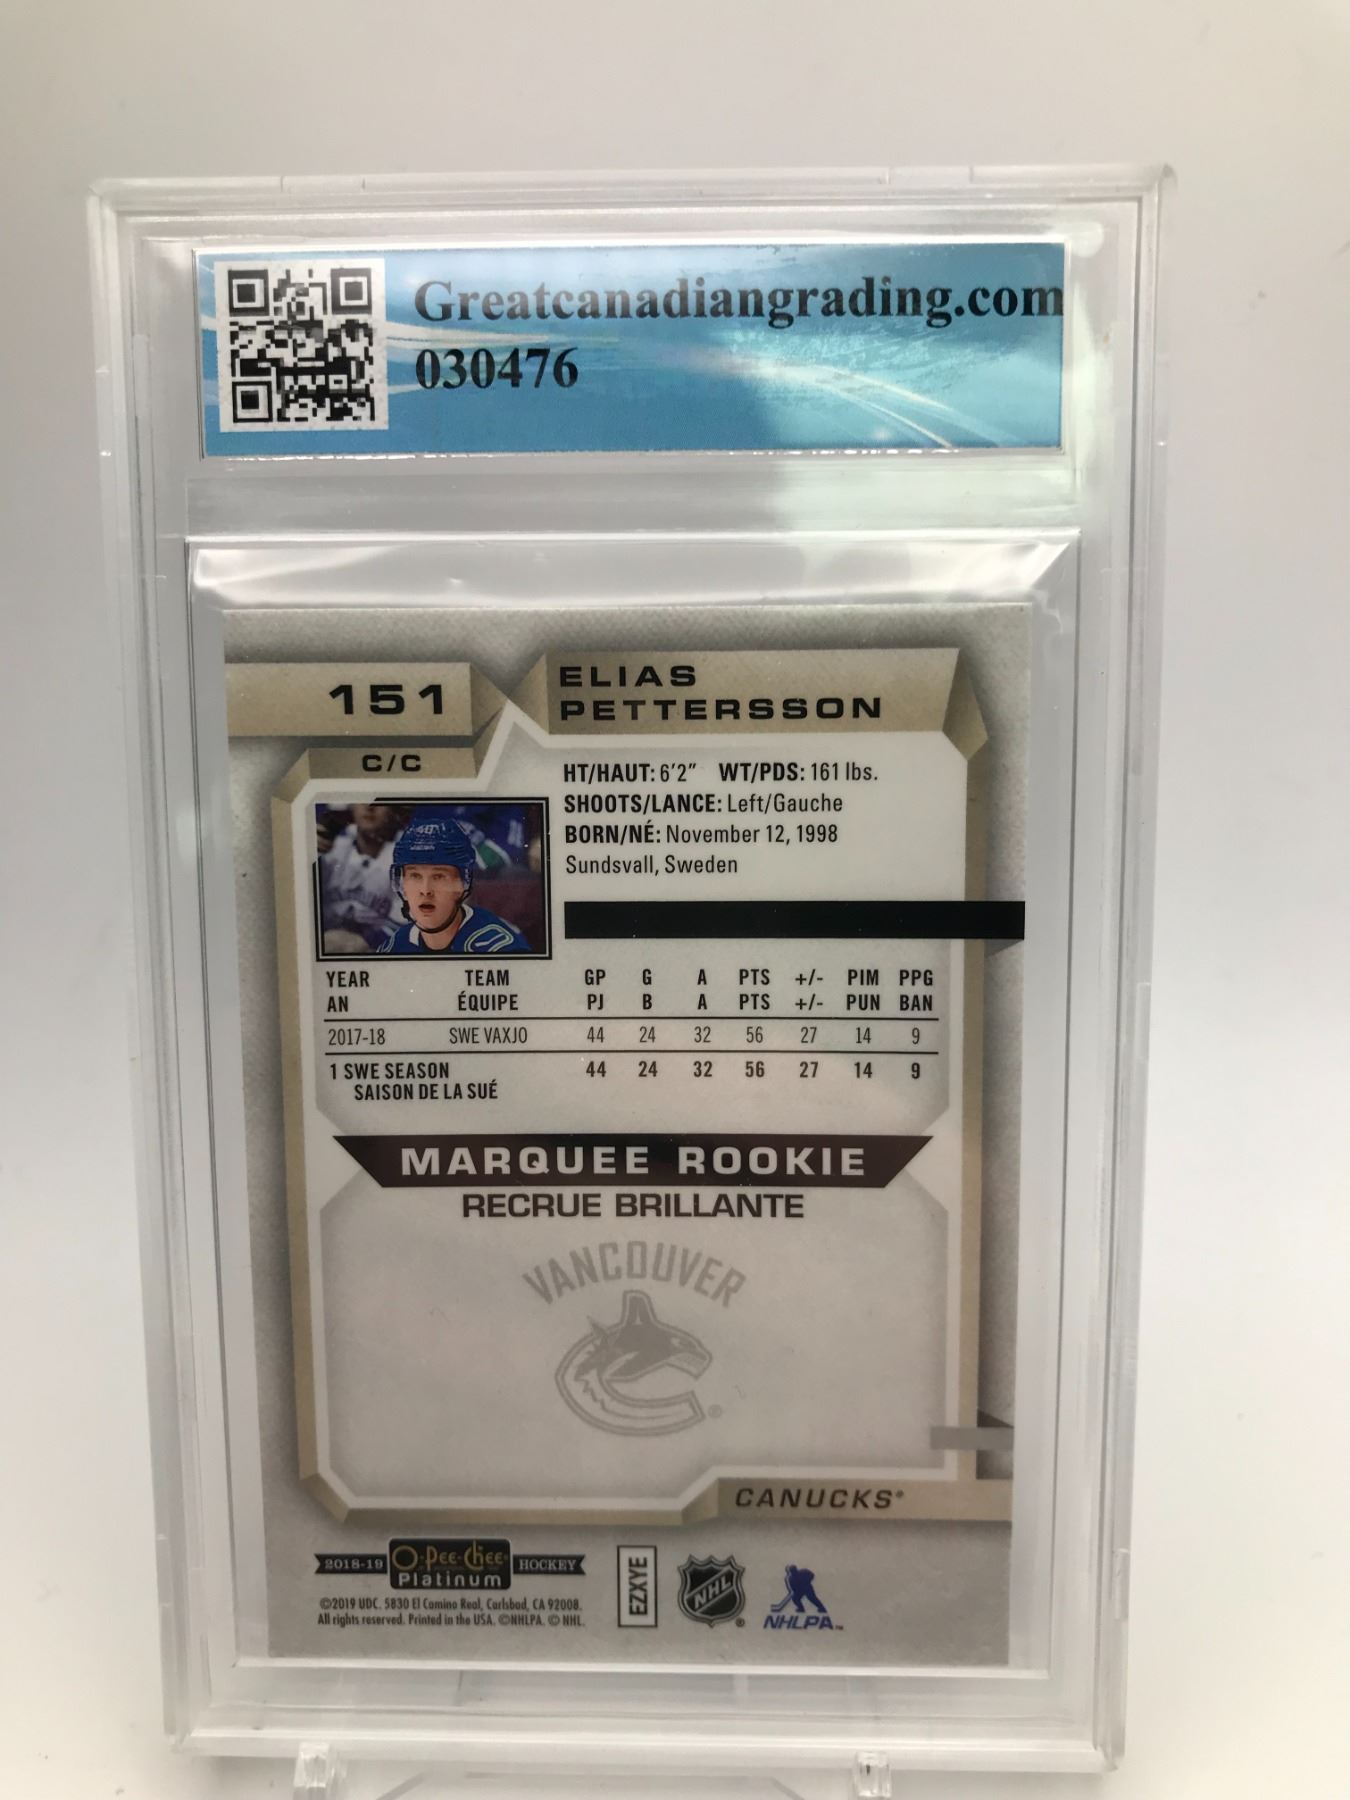 Greatcanadiangrading.com
030476
151
ELIAS
PETTERSSON
C/C
HT/HAUT: 6'2" WT/PDS: 161 lbs.
SHOOTS/LANCE: Left/Gauche
BORN/NÉ: November 12, 1998
Sundsvall, Sweden
YEAR TEAM GP G A PTS +/- PIM PPG
AN ÉQUIPE PJ B A PTS +/- PUN BAN
2017-18 SWE VAXJO 44 24 32 56 27 14 9
1 SWE SEASON 44 24 32 56 27 14 9
SAISON DE LA SUÉ
MARQUEE ROOKIE
RECRUE BRILLANTE
VANCOUVER
®
CANUCKS®
2018-19 O-Pee-Chee Platinum HOCKEY
©2019 UDC. 5830 El Camino Real, Carlsbad, CA 92008.
All rights reserved. Printed in the USA. ©NHLPA. © NHL.
EZXYE
NHL®
NHLPA™